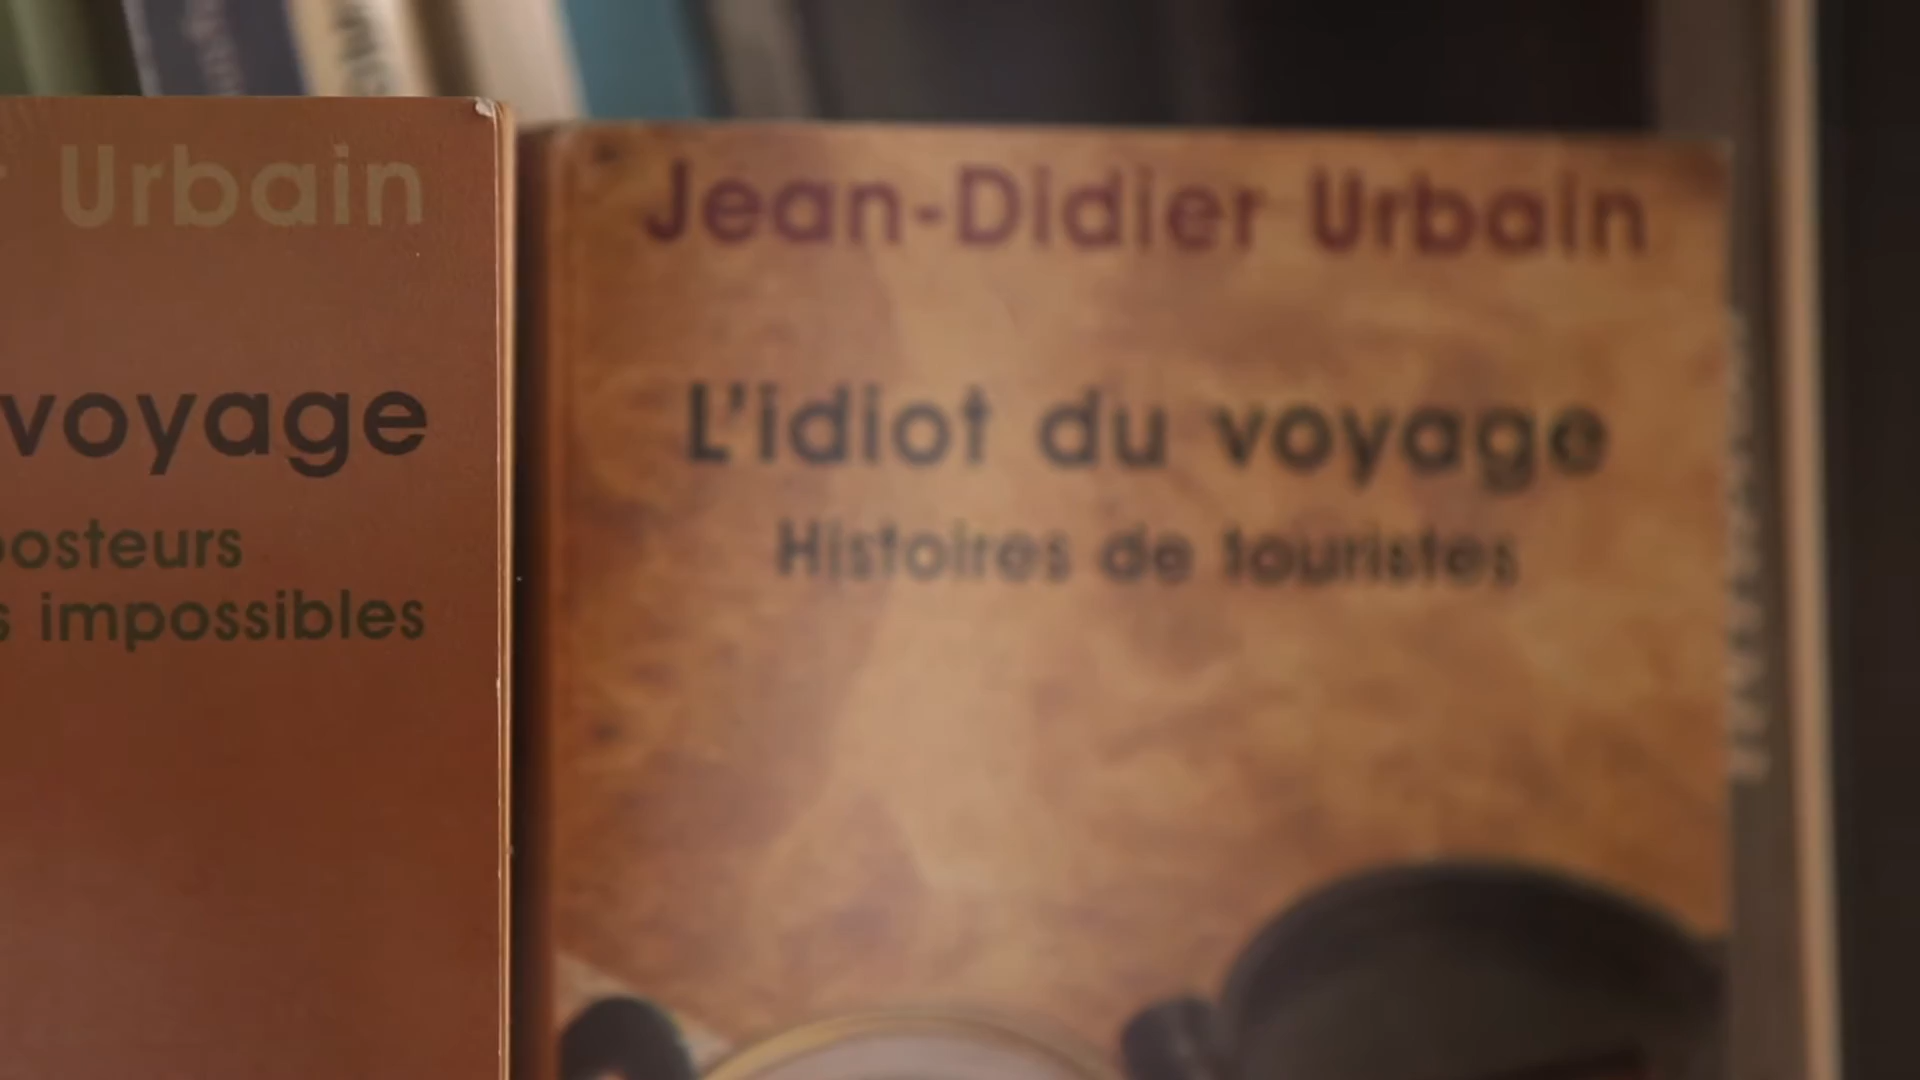 Urbain
voyage
posteurs
s impossibles
Jean-Didier Urbain
L'idiot du voyage
Histoires de touristes